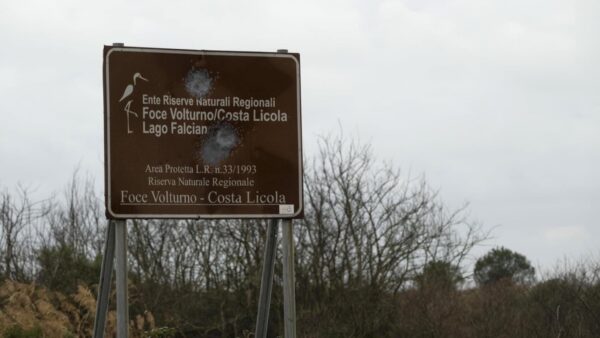 Ente Riserve Naturali Regionali
Foce Volturno/Costa Licola
Lago Falcian
Area Protetta L.R. n.33/1993
Riserva Naturale Regionale
Foce Volturno - Costa Licola